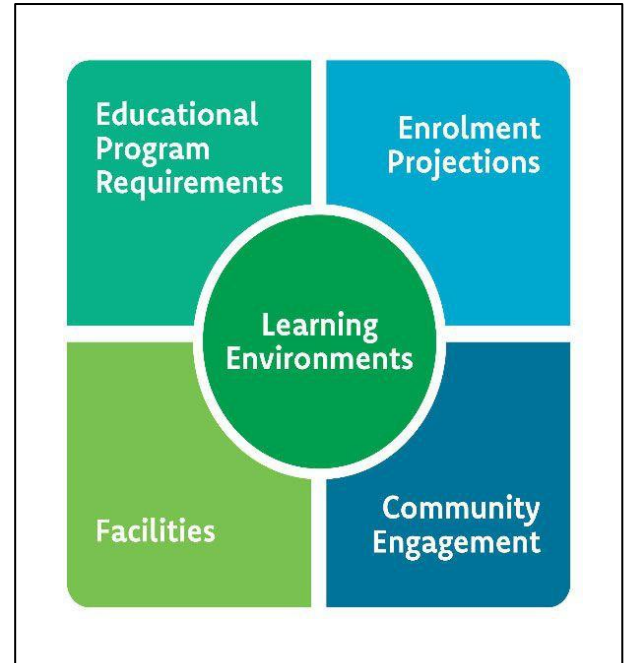 Educational
Program
Requirements
Enrolment
Projections
Learning
Environments
Facilities
Community
Engagement